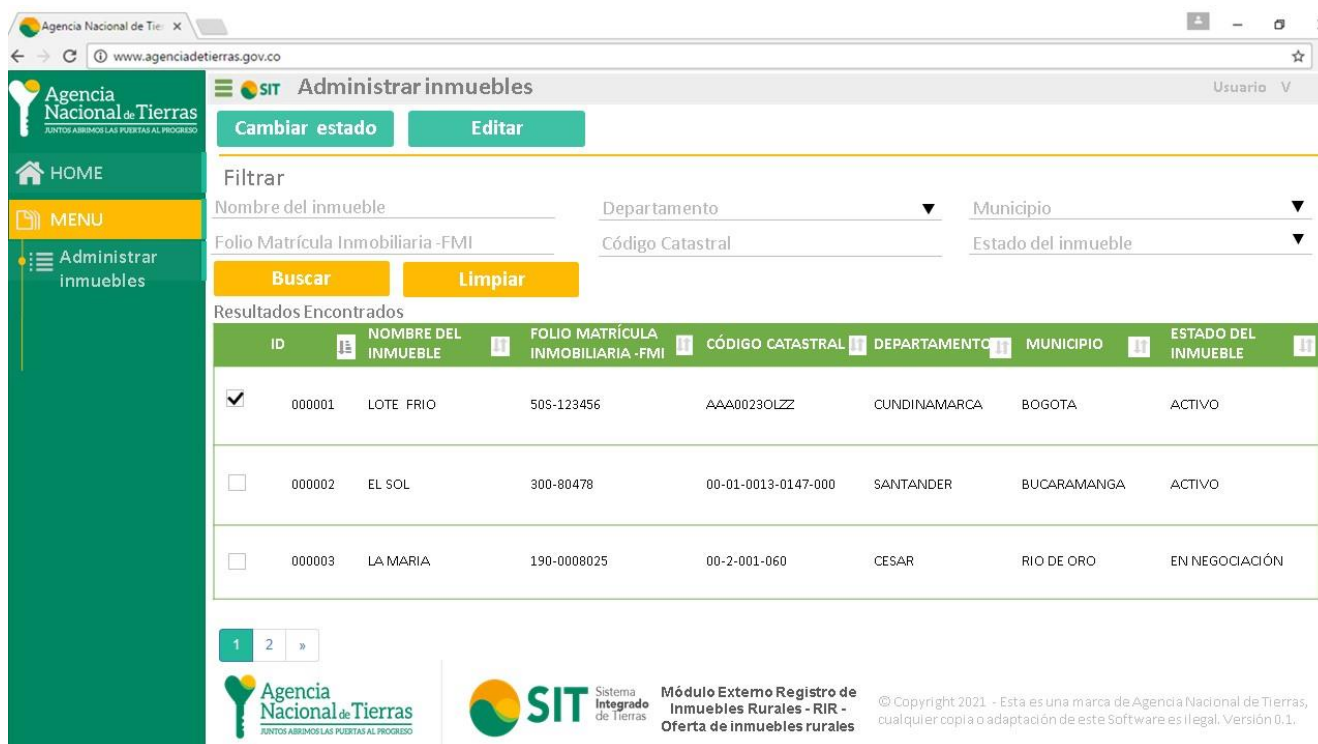 Agencia Nacional de Tie
www.agenciadetierras.gov.co
Agencia
Nacional de Tierras
JUNTOS ABRIMOS LAS PUERTAS AL PROGRESO
SIT Administrar inmuebles
Usuario V
Cambiar estado
Editar
HOME
MENU
Administrar
inmuebles
Filtrar
Nombre del inmueble
Departamento
Municipio
Folio Matrícula Inmobiliaria -FMI
Código Catastral
Estado del inmueble
Buscar
Limpiar
Resultados Encontrados
ID NOMBRE DEL INMUEBLE FOLIO MATRÍCULA INMOBILIARIA -FMI CÓDIGO CATASTRAL DEPARTAMENTO MUNICIPIO ESTADO DEL INMUEBLE
000001 LOTE FRIO 50S-123456 AAA0023OLZZ CUNDINAMARCA BOGOTA ACTIVO
000002 EL SOL 300-80478 00-01-0013-0147-000 SANTANDER BUCARAMANGA ACTIVO
000003 LA MARIA 190-0008025 00-2-001-060 CESAR RIO DE ORO EN NEGOCIACIÓN
1 2 »
Agencia
Nacional de Tierras
JUNTOS ABRIMOS LAS PUERTAS AL PROGRESO
SIT
Sistema
Integrado
de Tierras
Módulo Externo Registro de
Inmuebles Rurales - RIR -
Oferta de inmuebles rurales
© Copyright 2021 - Esta es una marca de Agencia Nacional de Tierras,
cualquier copia o adaptación de este Software es ilegal. Versión 0.1.